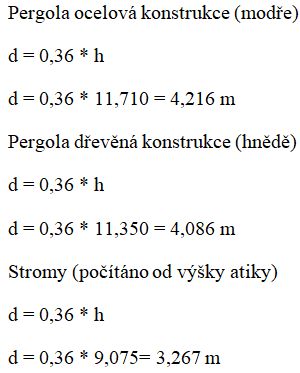 Pergola ocelová konstrukce (modře)
d = 0,36 * h
d = 0,36 * 11,710 = 4,216 m
Pergola dřevěná konstrukce (hnědě)
d = 0,36 * h
d = 0,36 * 11,350 = 4,086 m
Stromy (počítáno od výšky atiky)
d = 0,36 * h
d = 0,36 * 9,075= 3,267 m